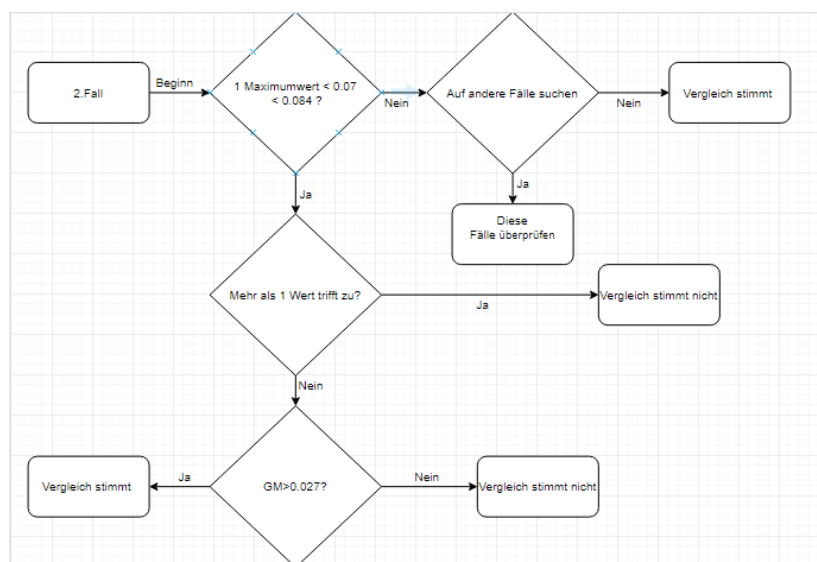 2.Fall
Beginn
1 Maximumwert < 0.07
< 0.084 ?
Nein
Auf andere Fälle suchen
Nein
Vergleich stimmt
Ja
Ja
Diese
Fälle überprüfen
Mehr als 1 Wert trifft zu?
Ja
Vergleich stimmt nicht
Nein
Vergleich stimmt
Ja
GM>0.027?
Nein
Vergleich stimmt nicht